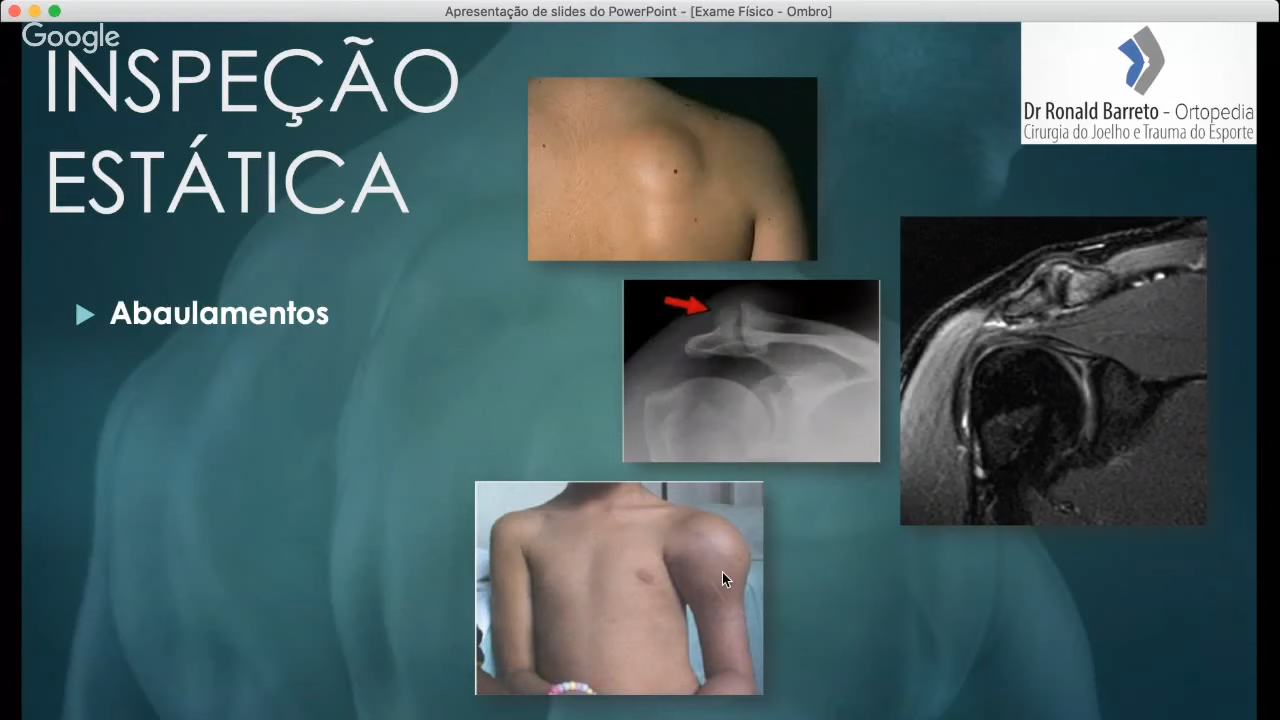 Apresentação de slides do PowerPoint - [Exame Físico - Ombro]
Google
INSPEÇÃO
ESTÁTICA
Dr Ronald Barreto - Ortopedia
Cirurgia do Joelho e Trauma do Esporte
Abaulamentos